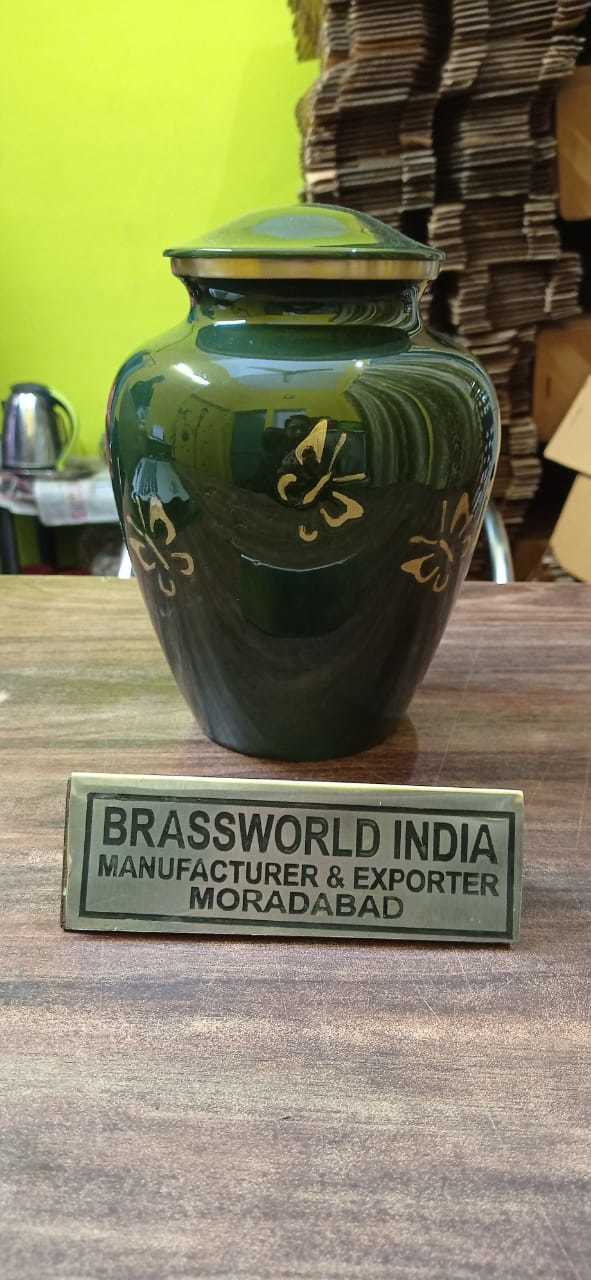 BRASSWORLD INDIA
MANUFACTURER & EXPORTER
MORADABAD